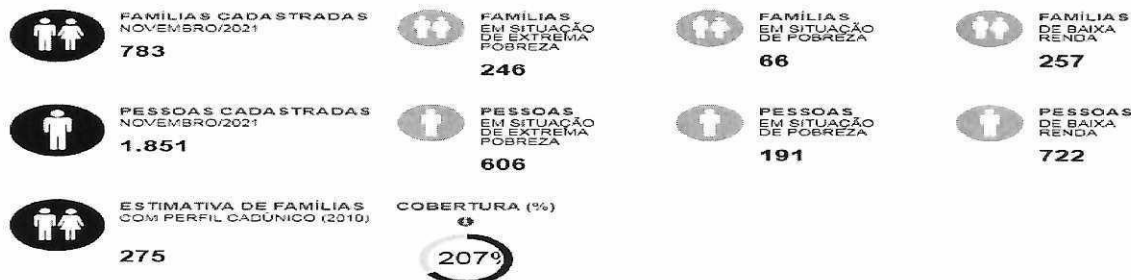 FAMÍLIAS CADASTRADAS
NOVEMBRO/2021
783
FAMÍLIAS
EM SITUAÇÃO
DE EXTREMA
POBREZA
246
FAMÍLIAS
EM SITUAÇÃO
DE POBREZA
66
FAMÍLIAS
DE BAIXA
RENDA
257
PESSOAS CADASTRADAS
NOVEMBRO/2021
1.851
PESSOAS
EM SITUAÇÃO
DE EXTREMA
POBREZA
606
PESSOAS
EM SITUAÇÃO
DE POBREZA
191
PESSOAS
DE BAIXA
RENDA
722
ESTIMATIVA DE FAMÍLIAS
COM PERFIL CADÚNICO (2010)
275
COBERTURA (%)
207%